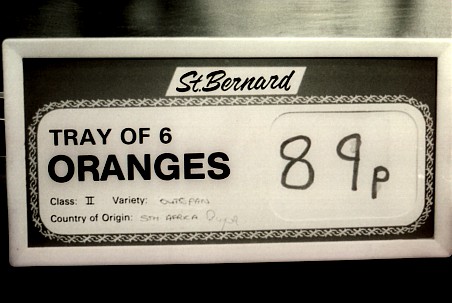 St. Bernard
TRAY OF 6
ORANGES
89p
Class: II Variety: OUTSPAN
Country of Origin: STH AFRICA